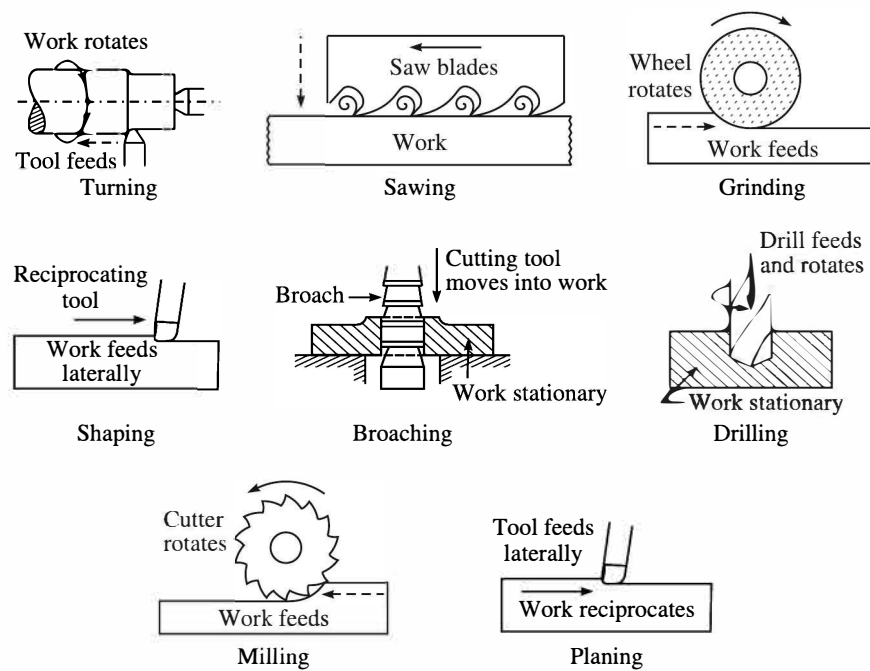 Work rotates
Tool feeds
Turning
Saw blades
Work
Sawing
Wheel
rotates
Work feeds
Grinding
Reciprocating
tool
Work feeds
laterally
Shaping
Broach
Cutting tool
moves into work
Work stationary
Broaching
Drill feeds
and rotates
Work stationary
Drilling
Cutter
rotates
Work feeds
Milling
Tool feeds
laterally
Work reciprocates
Planing